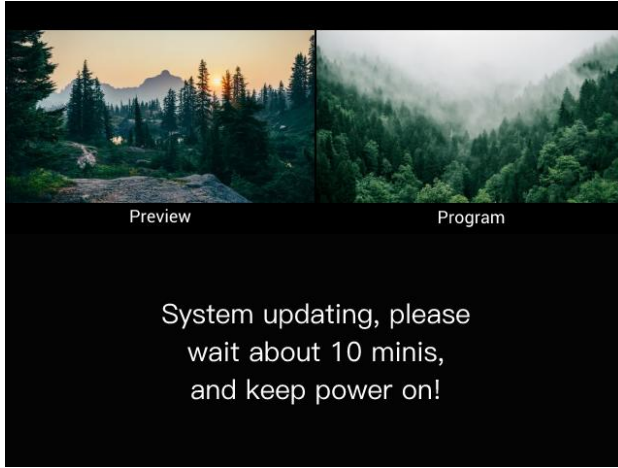 Preview
Program
System updating, please
wait about 10 minis,
and keep power on!